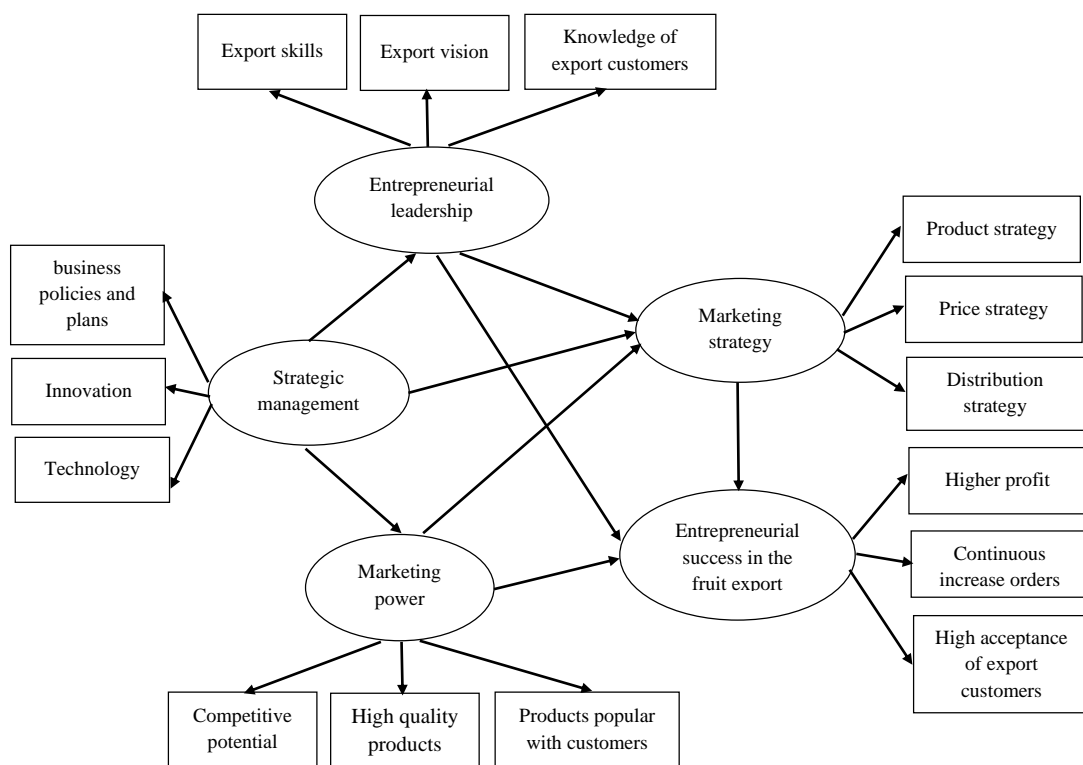 Export skills
Export vision
Knowledge of
export customers
Entrepreneurial
leadership
Product strategy
business
policies and
plans
Price strategy
Marketing
strategy
Innovation
Strategic
management
Distribution
strategy
Technology
Higher profit
Entrepreneurial
success in the
fruit export
Continuous
increase orders
Marketing
power
High acceptance
of export
customers
Competitive
potential
High quality
products
Products popular
with customers